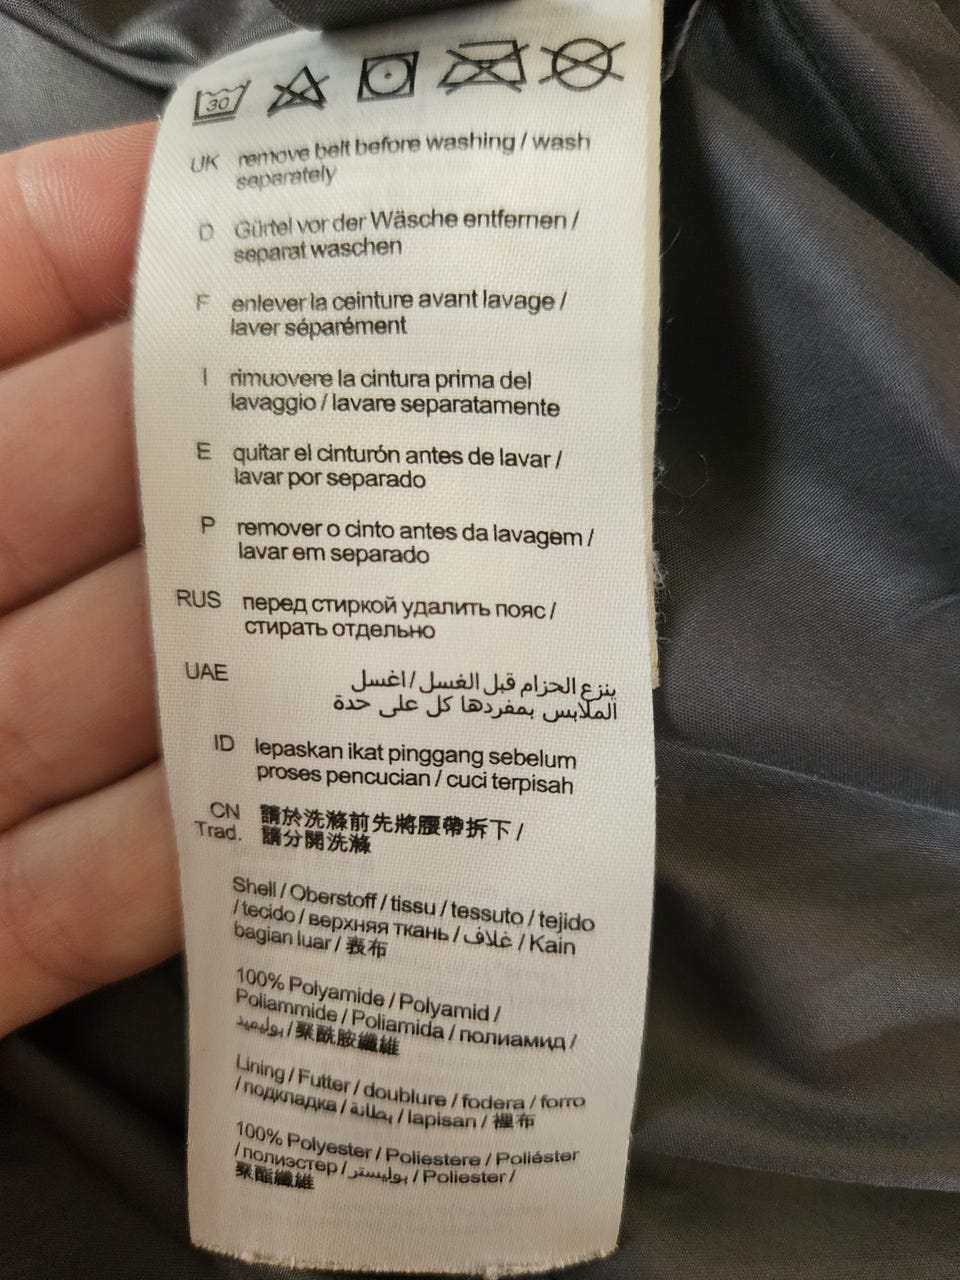 30
UK remove belt before washing / wash
separately
D Gürtel vor der Wäsche entfernen /
separat waschen
F enlever la ceinture avant lavage /
laver séparément
I rimuovere la cintura prima del
lavaggio / lavare separatamente
E quitar el cinturón antes de lavar /
lavar por separado
P remover o cinto antes da lavagem /
lavar em separado
RUS перед стиркой удалить пояс /
стирать отдельно
UAE ينزع الحزام قبل الغسل / اغسل
الملابس بمفردها كل على حدة
ID lepaskan ikat pinggang sebelum
proses pencucian / cuci terpisah
CN 請於洗滌前先將腰帶拆下 /
Trad. 請分開洗滌
Shell / Oberstoff / tissu / tessuto / tejido
/ tecido / верхняя ткань / غلاف / Kain
bagian luar / 表布
100% Polyamide / Polyamid /
Poliammide / Poliamida / полиамид /
بوليميد / 聚酰胺纖維
Lining / Futter / doublure / fodera / forro
/ подкладка / بطانة / lapisan / 裡布
100% Polyester / Poliestere / Poliéster
/ полиэстер / بوليستر / Poliester /
聚酯纖維